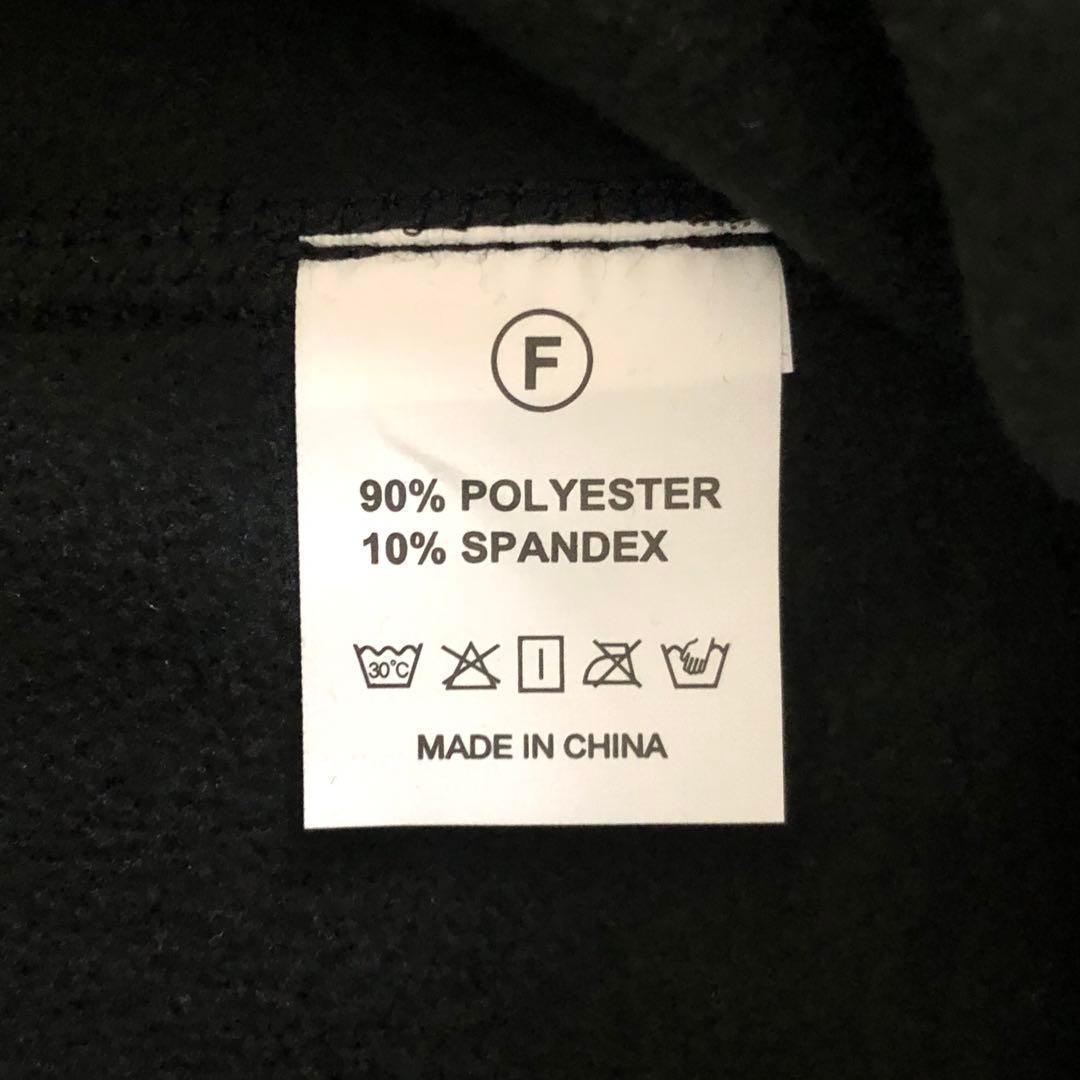 F
90% POLYESTER
10% SPANDEX
30°C
MADE IN CHINA